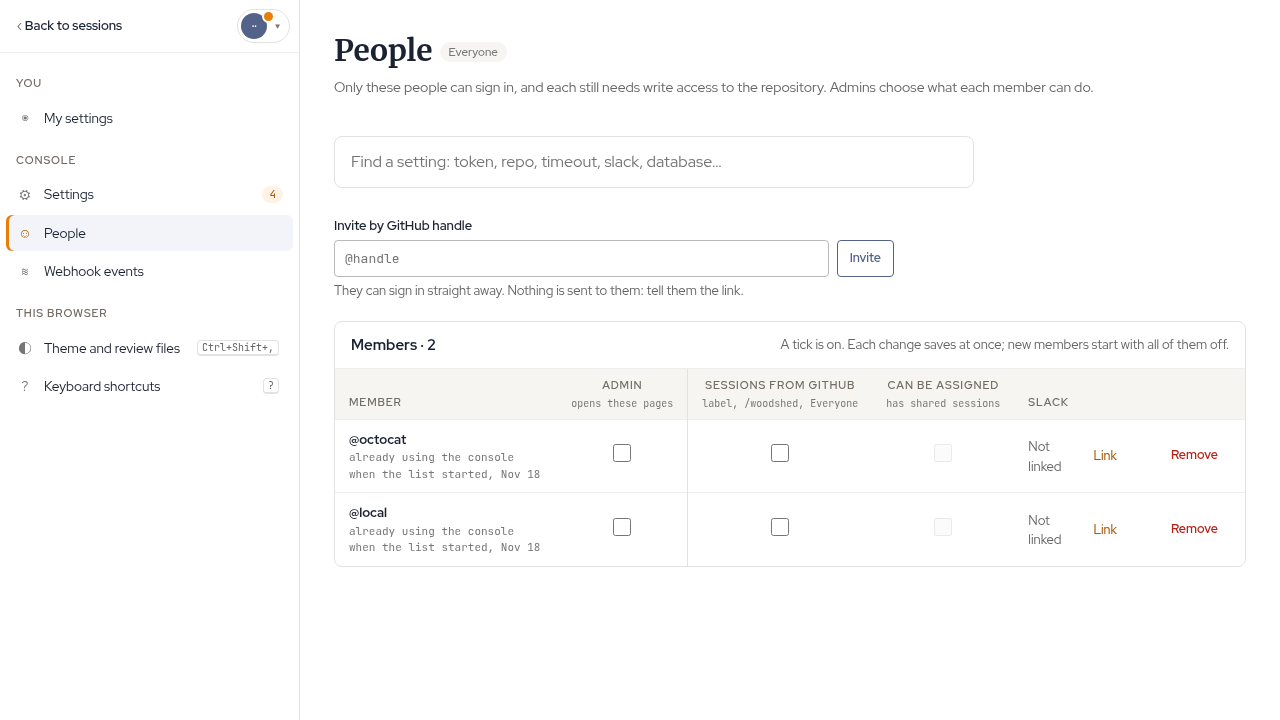 ‹ Back to sessions
YOU
My settings
CONSOLE
Settings 4
People
Webhook events
THIS BROWSER
Theme and review files Ctrl+Shift+,
? Keyboard shortcuts ?
People Everyone
Only these people can sign in, and each still needs write access to the repository. Admins choose what each member can do.
Find a setting: token, repo, timeout, slack, database…
Invite by GitHub handle
@handle Invite
They can sign in straight away. Nothing is sent to them: tell them the link.
Members · 2 A tick is on. Each change saves at once; new members start with all of them off.
ADMIN SESSIONS FROM GITHUB CAN BE ASSIGNED
MEMBER opens these pages label, /woodshed, Everyone has shared sessions SLACK
@octocat
already using the console
when the list started, Nov 18
Not
linked
Link Remove
@local
already using the console
when the list started, Nov 18
Not
linked
Link Remove